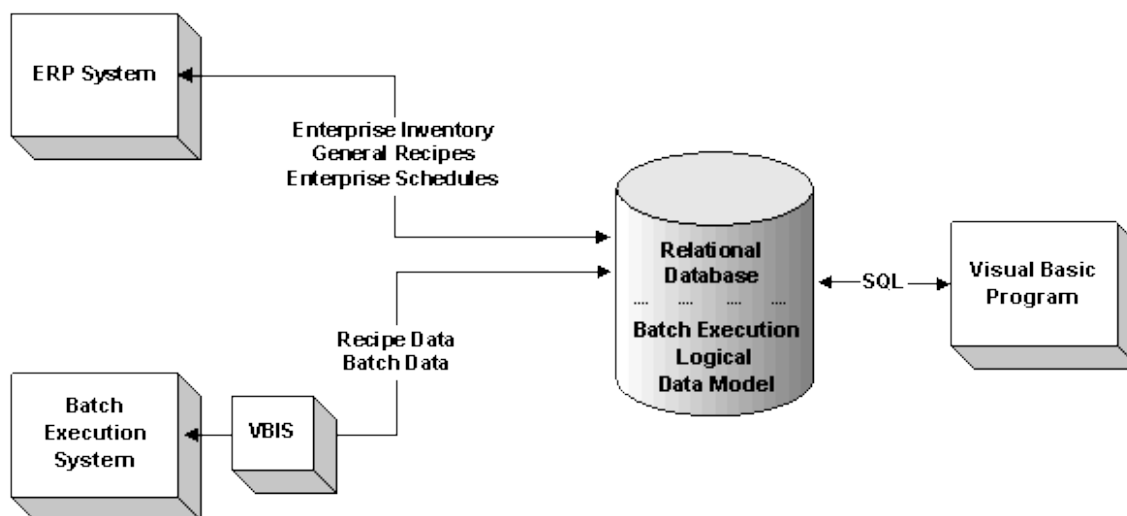 ERP System
Enterprise Inventory
General Recipes
Enterprise Schedules
Relational
Database
Batch Execution
Logical
Data Model
SQL
Visual Basic
Program
Recipe Data
Batch Data
Batch
Execution
System
VBIS